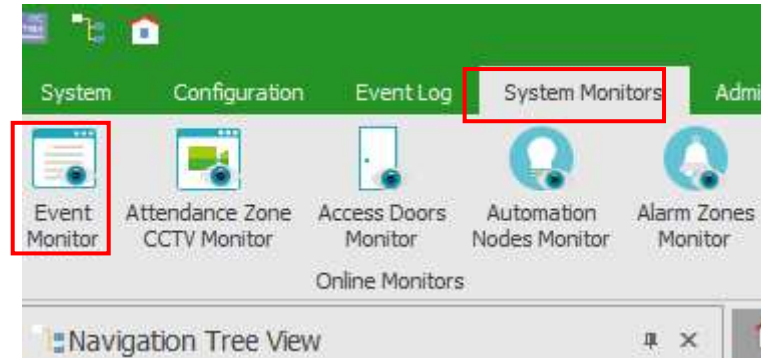 System Configuration Event Log System Monitors Admi
Event Monitor
Attendance Zone CCTV Monitor
Access Doors Monitor
Automation Nodes Monitor
Alarm Zones Monitor
Online Monitors
Navigation Tree View